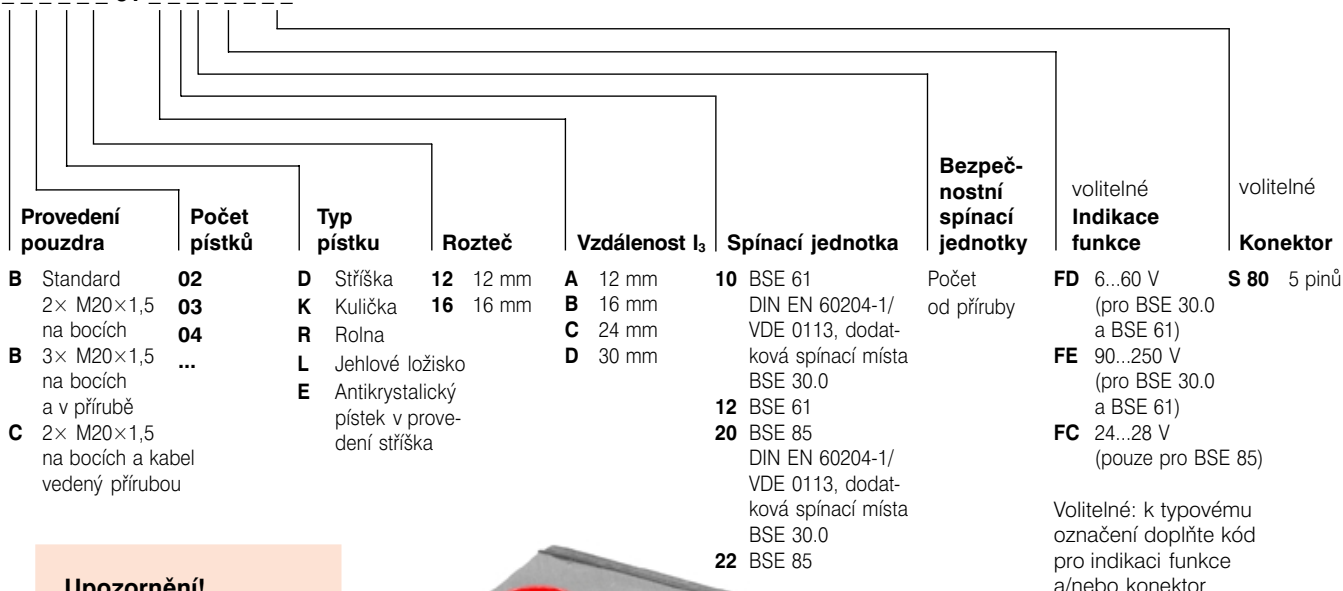 Provedení
pouzdra
B Standard
2× M20×1,5
na bocích
B 3× M20×1,5
na bocích
a v přírubě
C 2× M20×1,5
na bocích a kabel
vedený přírubou
Počet
pístků
02
03
04
...
Typ
pístku
D Stříška
K Kulička
R Rolna
L Jehlové ložisko
E Antikrystalický
pístek v prove-
dení stříška
Rozteč
12 12 mm
16 16 mm
Vzdálenost l₃
A 12 mm
B 16 mm
C 24 mm
D 30 mm
Spínací jednotka
10 BSE 61
DIN EN 60204-1/
VDE 0113, dodat-
ková spínací místa
BSE 30.0
12 BSE 61
20 BSE 85
DIN EN 60204-1/
VDE 0113, dodat-
ková spínací místa
BSE 30.0
22 BSE 85
Bezpeč-
nostní
spínací
jednotky
Počet
od příruby
volitelné
Indikace
funkce
FD 6...60 V
(pro BSE 30.0
a BSE 61)
FE 90...250 V
(pro BSE 30.0
a BSE 61)
FC 24...28 V
(pouze pro BSE 85)
Volitelné: k typovému
označení doplňte kód
pro indikaci funkce
a/nebo konektor
volitelné
Konektor
S 80 5 pinů
Upozornění!